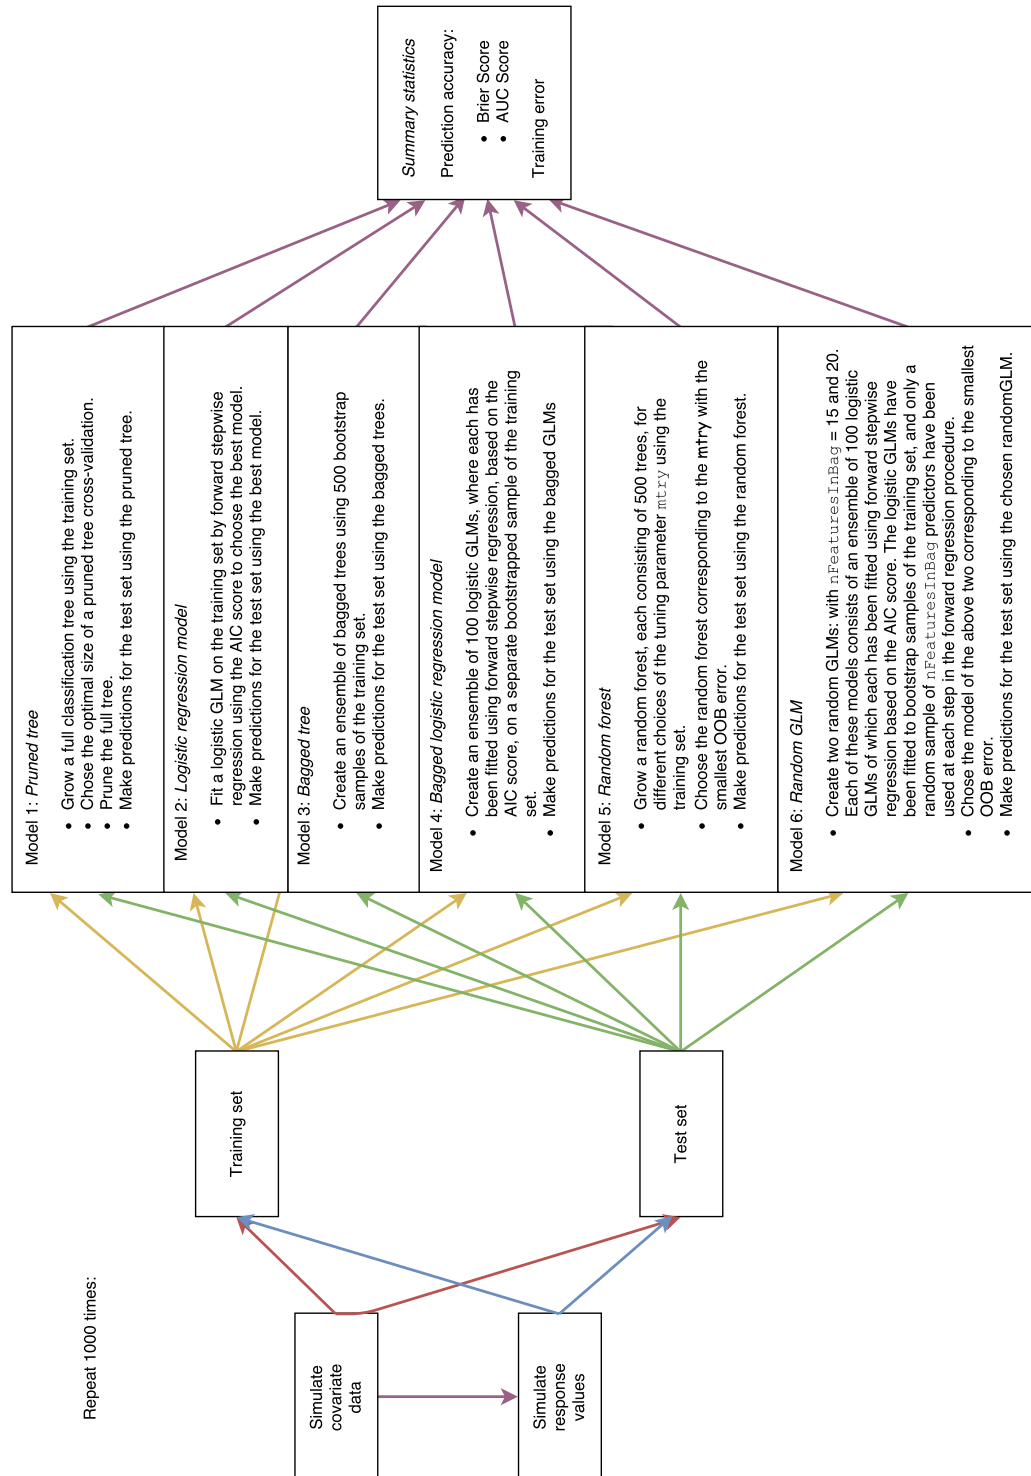 Repeat 1000 times:
Simulate
covariate
data
Simulate
response
values
Training set
Test set
Model 1: Pruned tree
• Grow a full classification tree using the training set.
• Chose the optimal size of a pruned tree cross-validation.
• Prune the full tree.
• Make predictions for the test set using the pruned tree.
Model 2: Logistic regression model
• Fit a logistic GLM on the training set by forward stepwise
regression using the AIC score to choose the best model.
• Make predictions for the test set using the best model.
Model 3: Bagged tree
• Create an ensemble of bagged trees using 500 bootstrap
samples of the training set.
• Make predictions for the test set using the bagged trees.
Model 4: Bagged logistic regression model
• Create an ensemble of 100 logistic GLMs, where each has
been fitted using forward stepwise regression, based on the
AIC score, on a separate bootstrapped sample of the training
set.
• Make predictions for the test set using the bagged GLMs
Model 5: Random forest
• Grow a random forest, each consisting of 500 trees, for
different choices of the tuning parameter mtry using the
training set.
• Choose the random forest corresponding to the mtry with the
smallest OOB error.
• Make predictions for the test set using the random forest.
Model 6: Random GLM
• Create two random GLMs: with nFeaturesInBag = 15 and 20.
Each of these models consists of an ensemble of 100 logistic
GLMs of which each has been fitted using forward stepwise
regression based on the AIC score. The logistic GLMs have
been fitted to bootstrap samples of the training set, and only a
random sample of nFeaturesInBag predictors have been
used at each step in the forward regression procedure.
• Chose the model of the above two corresponding to the smallest
OOB error.
• Make predictions for the test set using the chosen randomGLM.
Summary statistics
Prediction accuracy:
• Brier Score
• AUC Score
Training error